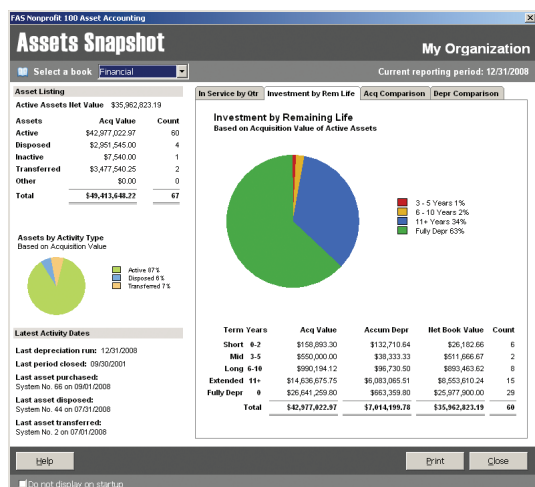 FAS Nonprofit 100 Asset Accounting
Assets Snapshot
My Organization
Select a book Financial
Current reporting period: 12/31/2008
Asset Listing
Active Assets Net Value $35,962,823.19
Assets Acq Value Count
Active $42,977,022.97 60
Disposed $2,951,545.00 4
Inactive $7,540.00 1
Transferred $3,477,540.25 2
Other $0.00 0
Total $49,413,648.22 67
Assets by Activity Type
Based on Acquisition Value
Active 87%
Disposed 6%
Transferred 7%
Latest Activity Dates
Last depreciation run: 12/31/2008
Last period closed: 09/30/2001
Last asset purchased:
System No. 66 on 09/01/2008
Last asset disposed:
System No. 44 on 07/31/2008
Last asset transferred:
System No. 2 on 07/01/2008
In Service by Qtr Investment by Rem Life Acq Comparison Depr Comparison
Investment by Remaining Life
Based on Acquisition Value of Active Assets
3 - 5 Years 1%
6 - 10 Years 2%
11+ Years 34%
Fully Depr 63%
Term Years Acq Value Accum Depr Net Book Value Count
Short 0-2 $158,893.30 $132,710.64 $26,182.66 6
Mid 3-5 $550,000.00 $38,333.33 $511,666.67 2
Long 6-10 $990,194.12 $96,730.50 $893,463.62 8
Extended 11+ $14,636,675.75 $6,083,065.51 $8,553,610.24 15
Fully Depr 0 $26,641,259.80 $663,359.80 $25,977,900.00 29
Total $42,977,022.97 $7,014,199.78 $35,962,823.19 60
Help
Print
Close
Do not display on startup